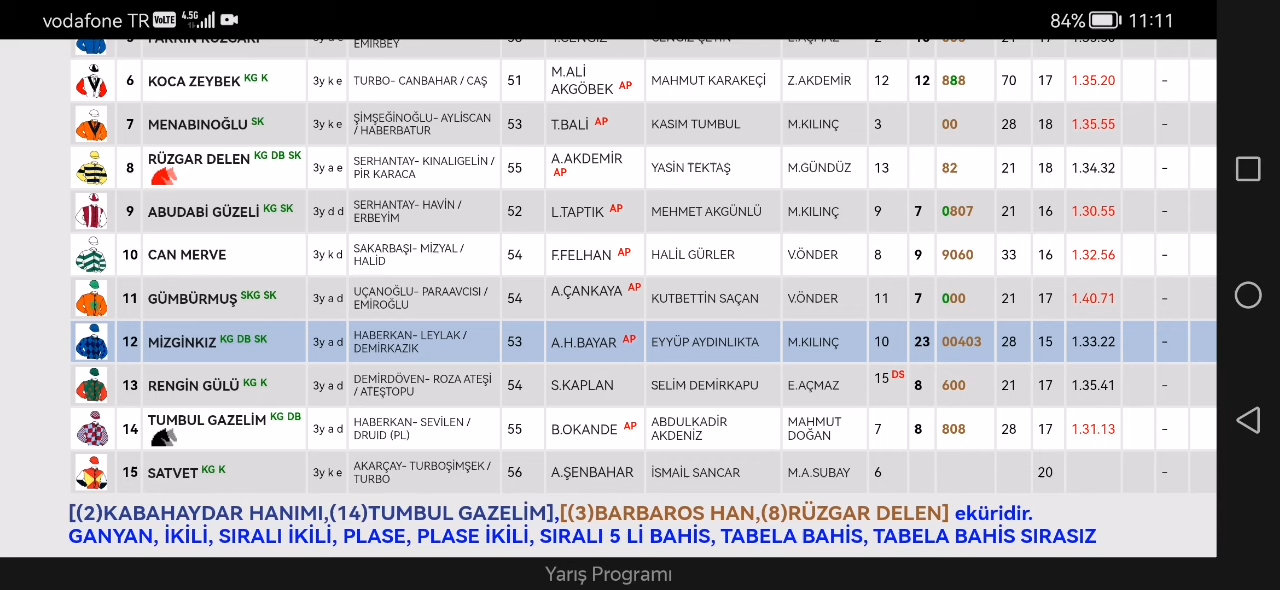 vodafone TR VoLTE 4.5G 84% 11:11
EMİRBEY
6 KOCA ZEYBEK KG K 3y k e TURBO- CANBAHAR / CAŞ 51 M.ALİ AKGÖBEK AP MAHMUT KARAKEÇİ Z.AKDEMİR 12 12 888 70 17 1.35.20 -
7 MENABINOĞLU SK 3y k e ŞİMŞEĞİNOĞLU- AYLİSCAN / HABERBATUR 53 T.BALİ AP KASIM TUMBUL M.KILINÇ 3 00 28 18 1.35.55 -
8 RÜZGAR DELEN KG DB SK 3y a e SERHANTAY- KINALIGELİN / PİR KARACA 55 A.AKDEMİR AP YASİN TEKTAŞ M.GÜNDÜZ 13 82 21 18 1.34.32 -
9 ABUDABİ GÜZELİ KG SK 3y d d SERHANTAY- HAVİN / ERBEYİM 52 L.TAPTIK AP MEHMET AKGÜNLÜ M.KILINÇ 9 7 0807 21 16 1.30.55 -
10 CAN MERVE 3y k d SAKARBAŞI- MİZYAL / HALİD 54 F.FELHAN AP HALİL GÜRLER V.ÖNDER 8 9 9060 33 16 1.32.56 -
11 GÜMBÜRMUŞ SKG SK 3y a d UÇANOĞLU- PARAAVCISI / EMİROĞLU 54 A.ÇANKAYA AP KUTBETTİN SAÇAN V.ÖNDER 11 7 000 21 17 1.40.71 -
12 MİZGİNKIZ KG DB SK 3y a d HABERKAN- LEYLAK / DEMİRKAZIK 53 A.H.BAYAR AP EYYÜP AYDINLIKTA M.KILINÇ 10 23 00403 28 15 1.33.22 -
13 RENGİN GÜLÜ KG K 3y a d DEMİRDÖVEN- ROZA ATEŞİ / ATEŞTOPU 54 S.KAPLAN SELİM DEMİRKAPU E.AÇMAZ 15 DS 8 600 21 17 1.35.41 -
14 TUMBUL GAZELİM KG DB 3y a d HABERKAN- SEVİLEN / DRUID (PL) 55 B.OKANDE AP ABDULKADİR AKDENİZ MAHMUT DOĞAN 7 8 808 28 17 1.31.13 -
15 SATVET KG K 3y k e AKARÇAY- TURBOŞİMŞEK / TURBO 56 A.ŞENBAHAR İSMAİL SANCAR M.A.SUBAY 6 20 -
[(2)KABAHAYDAR HANIMI,(14)TUMBUL GAZELİM],[(3)BARBAROS HAN,(8)RÜZGAR DELEN] eküridir.
GANYAN, İKİLİ, SIRALI İKİLİ, PLASE, PLASE İKİLİ, SIRALI 5 Lİ BAHİS, TABELA BAHİS, TABELA BAHİS SIRASIZ
Yarış Programı